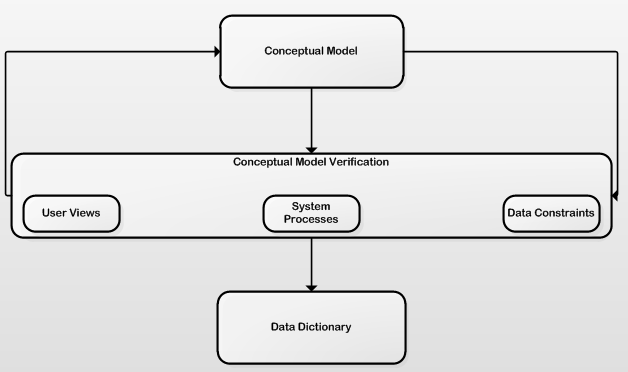 Conceptual Model
Conceptual Model Verification
User Views
System
Processes
Data Constraints
Data Dictionary